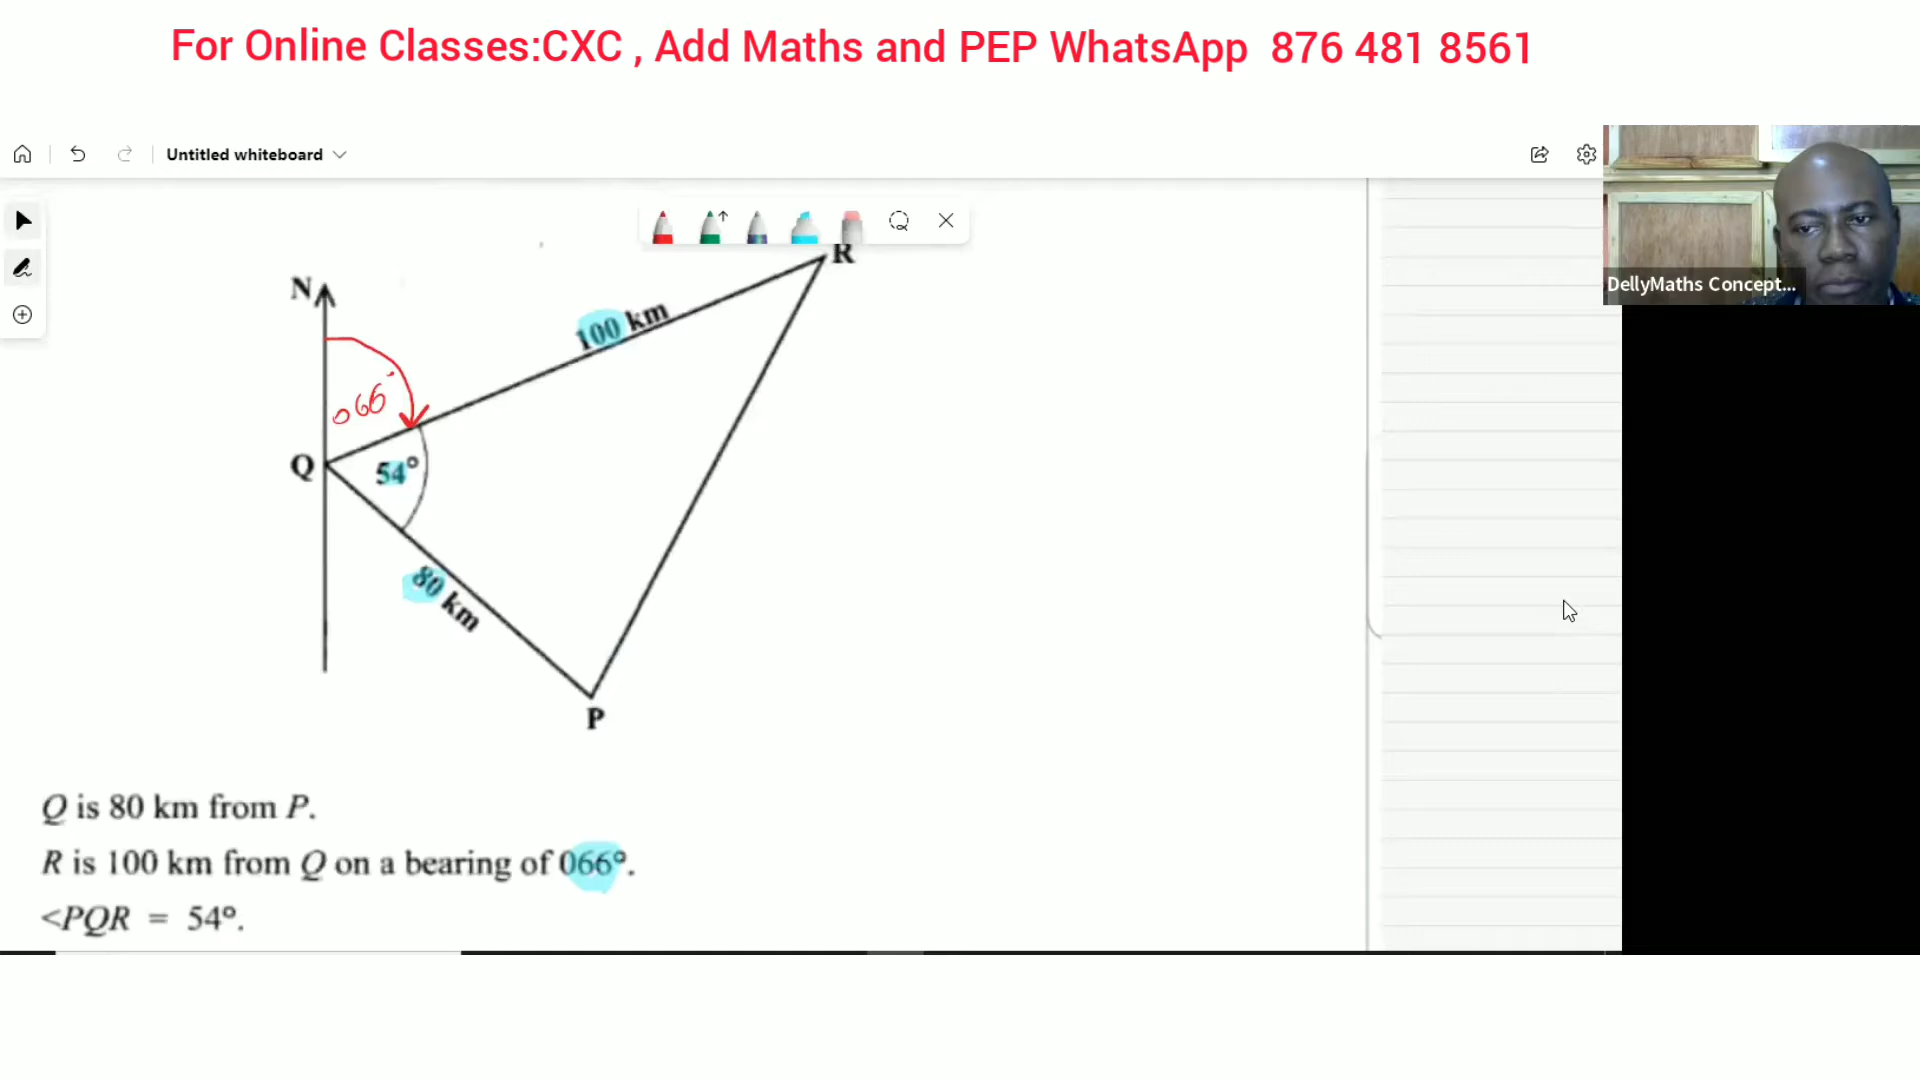 For Online Classes:CXC , Add Maths and PEP WhatsApp 876 481 8561
Untitled whiteboard
DellyMaths Concept...
R
N
100 km
066°
Q
54°
80 km
P
Q is 80 km from P.
R is 100 km from Q on a bearing of 066°.
<PQR = 54°.